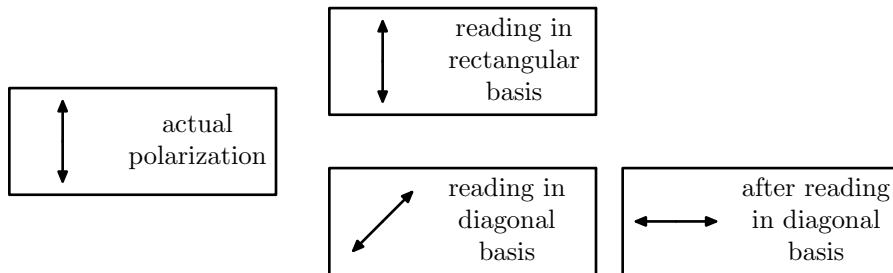 reading in
rectangular
basis
actual
polarization
reading in
diagonal
basis
after reading
in diagonal
basis